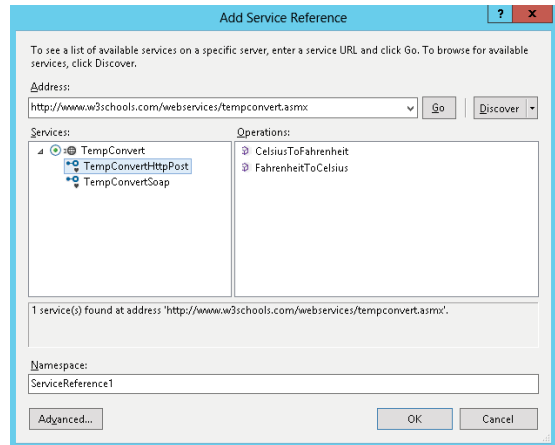 Add Service Reference
? x
To see a list of available services on a specific server, enter a service URL and click Go. To browse for available
services, click Discover.
Address:
http://www.w3schools.com/webservices/tempconvert.asmx
Go
Discover
Services:
Operations:
TempConvert
TempConvertHttpPost
TempConvertSoap
CelsiusToFahrenheit
FahrenheitToCelsius
1 service(s) found at address 'http://www.w3schools.com/webservices/tempconvert.asmx'.
Namespace:
ServiceReference1
Advanced...
OK
Cancel